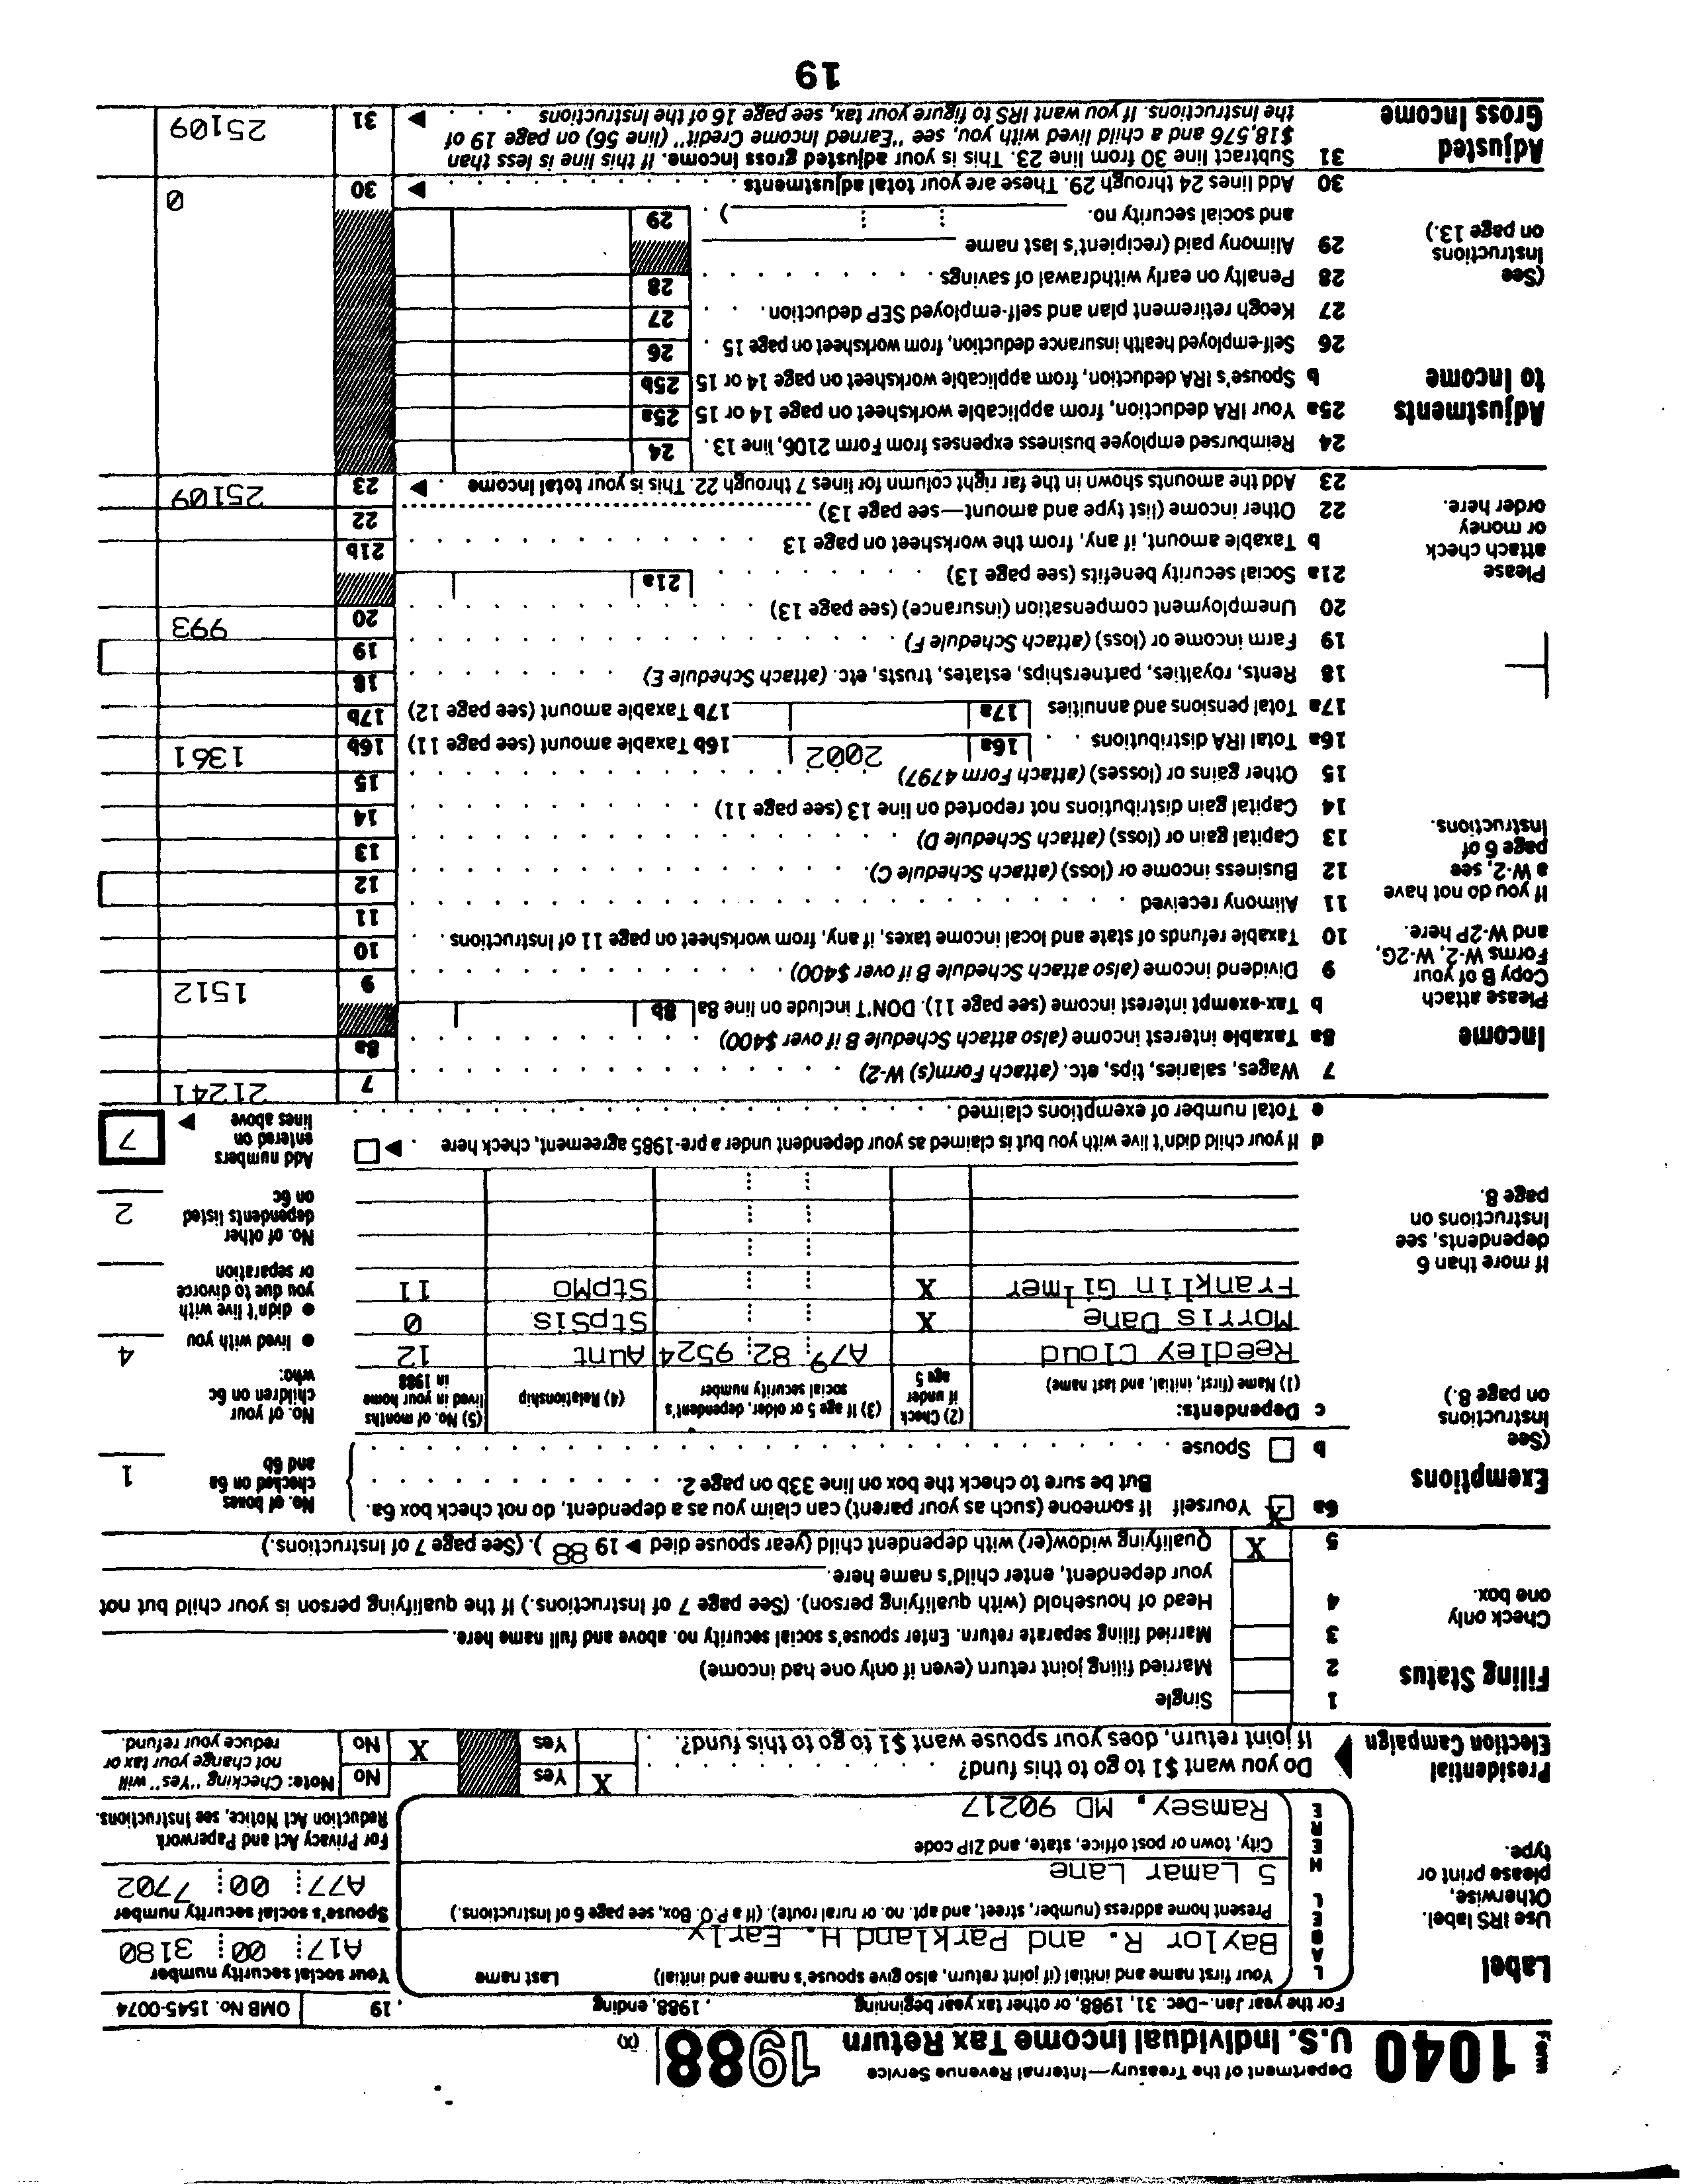 Form 1040 Department of the Treasury—Internal Revenue Service
U.S. Individual Income Tax Return 1988 (X)
For the year Jan.–Dec. 31, 1988, or other tax year beginning , 1988, ending , 19 OMB No. 1545-0074
Label
Use IRS label.
Otherwise,
please print or
type.
LABEL HERE
Your first name and initial (if joint return, also give spouse's name and initial) Last name
Baylor R. and Parkland H. Early
Your social security number
A17 00 3180
Present home address (number, street, and apt. no. or rural route). (If a P.O. Box, see page 6 of Instructions.)
5 Lamar Lane
Spouse's social security number
A77 00 7702
City, town or post office, state, and ZIP code
Ramsey, MD 90217
For Privacy Act and Paperwork
Reduction Act Notice, see Instructions.
Presidential
Election Campaign
Do you want $1 to go to this fund? X Yes No
If joint return, does your spouse want $1 to go to this fund? Yes X No
Note: Checking "Yes" will
not change your tax or
reduce your refund.
Filing Status
Check only
one box.
1 Single
2 Married filing joint return (even if only one had income)
3 Married filing separate return. Enter spouse's social security no. above and full name here.
4 Head of household (with qualifying person). (See page 7 of Instructions.) If the qualifying person is your child but not
your dependent, enter child's name here.
5 X Qualifying widow(er) with dependent child (year spouse died ▶ 19 88 ). (See page 7 of Instructions.)
Exemptions
(See
Instructions
on page 8.)
6a X Yourself If someone (such as your parent) can claim you as a dependent, do not check box 6a.
But be sure to check the box on line 33b on page 2.
b Spouse
No. of boxes
checked on 6a
and 6b 1
c Dependents:
(1) Name (first, initial, and last name)
(2) Check
if under
age 5
(3) If age 5 or older, dependent's
social security number
(4) Relationship
(5) No. of months
lived in your home
in 1988
Reedley Cloud A79 82 9524 Aunt 12
Morris Dane X StpSis 0
Franklin Gilmer X StpMo 11
If more than 6
dependents, see
Instructions on
page 8.
No. of your
children on 6c
who:
● lived with you 4
● didn't live with
you due to divorce
or separation
No. of other
dependents listed
on 6c 2
d If your child didn't live with you but is claimed as your dependent under a pre-1985 agreement, check here ▶
e Total number of exemptions claimed
Add numbers
entered on
lines above ▶ 7
Income
Please attach
Copy B of your
Forms W-2, W-2G,
and W-2P here.
If you do not have
a W-2, see
page 6 of
Instructions.
Please
attach check
or money
order here.
7 Wages, salaries, tips, etc. (attach Form(s) W-2) 7 21241
8a Taxable interest income (also attach Schedule B if over $400) 8a
b Tax-exempt interest income (see page 11). DON'T include on line 8a 8b
9 Dividend income (also attach Schedule B if over $400) 9 1512
10 Taxable refunds of state and local income taxes, if any, from worksheet on page 11 of Instructions 10
11 Alimony received 11
12 Business income or (loss) (attach Schedule C). 12
13 Capital gain or (loss) (attach Schedule D) 13
14 Capital gain distributions not reported on line 13 (see page 11) 14
15 Other gains or (losses) (attach Form 4797) 15
16a Total IRA distributions 16a 2002 16b Taxable amount (see page 11) 16b 1361
17a Total pensions and annuities 17a 17b Taxable amount (see page 12) 17b
18 Rents, royalties, partnerships, estates, trusts, etc. (attach Schedule E) 18
19 Farm income or (loss) (attach Schedule F) 19
20 Unemployment compensation (insurance) (see page 13) 20 993
21a Social security benefits (see page 13) 21a
b Taxable amount, if any, from the worksheet on page 13 21b
22 Other income (list type and amount—see page 13) 22
23 Add the amounts shown in the far right column for lines 7 through 22. This is your total income ▶ 23 25109
Adjustments
to Income
(See
Instructions
on page 13.)
24 Reimbursed employee business expenses from Form 2106, line 13. 24
25a Your IRA deduction, from applicable worksheet on page 14 or 15 25a
b Spouse's IRA deduction, from applicable worksheet on page 14 or 15 25b
26 Self-employed health insurance deduction, from worksheet on page 15 26
27 Keogh retirement plan and self-employed SEP deduction 27
28 Penalty on early withdrawal of savings 28
29 Alimony paid (recipient's last name
and social security no. ). 29
30 Add lines 24 through 29. These are your total adjustments ▶ 30 0
Adjusted
Gross Income
31 Subtract line 30 from line 23. This is your adjusted gross income. If this line is less than
$18,576 and a child lived with you, see "Earned Income Credit" (line 56) on page 19 of
the Instructions. If you want IRS to figure your tax, see page 16 of the Instructions ▶ 31 25109
19